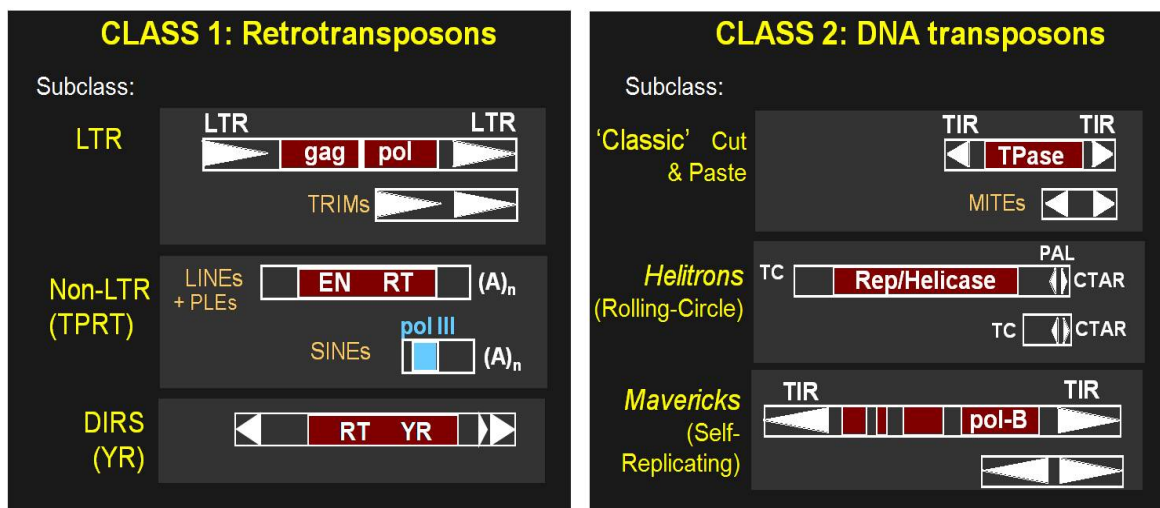 CLASS 1: Retrotransposons
Subclass:
LTR
LTR LTR
gag pol
TRIMs
Non-LTR
(TPRT)
LINEs
+ PLEs
EN RT (A)n
pol III
SINEs (A)n
DIRS
(YR)
RT YR
CLASS 2: DNA transposons
Subclass:
'Classic' Cut
& Paste
TIR TIR
TPase
MITEs
Helitrons
(Rolling-Circle)
PAL
TC Rep/Helicase CTAR
TC CTAR
Mavericks
(Self-
Replicating)
TIR TIR
pol-B